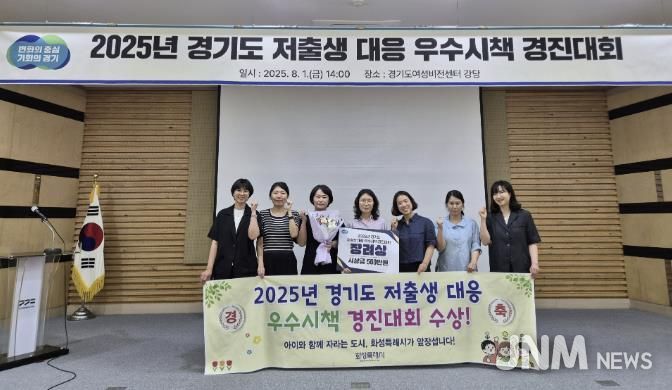 변화의 중심
기회의 경기
2025년 경기도 저출생 대응 우수시책 경진대회
일시 : 2025. 8. 1.(금) 14:00 장소 : 경기도여성비전센터 강당
장려상
시상금 500만원
2025년 경기도 저출생 대응
우수시책 경진대회 수상!
경
축
아이와 함께 자라는 도시, 화성특례시가 앞장섭니다!
화성특례시
JNM NEWS